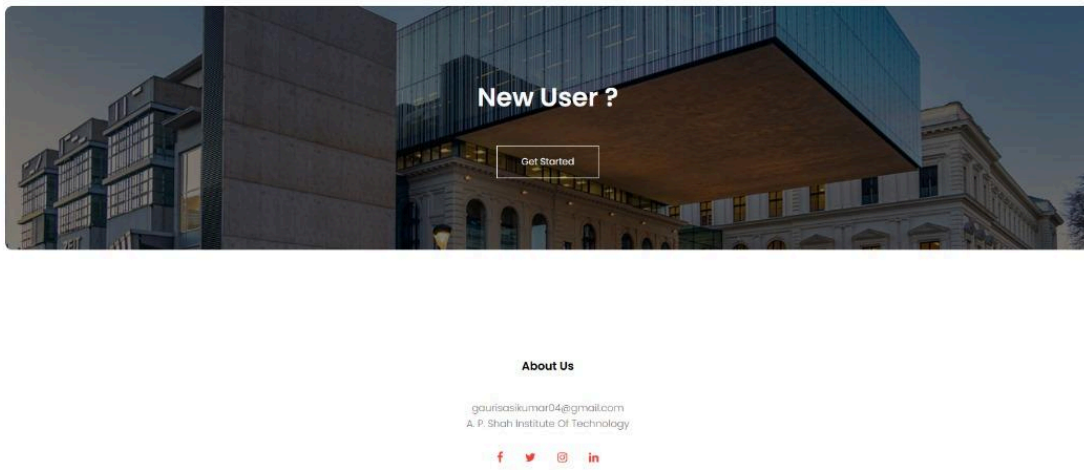 New User ?
Get Started
About Us
gaurisasikumar04@gmail.com
A. P. Shah Institute Of Technology